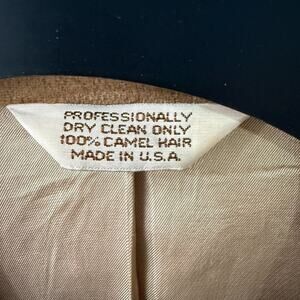 PROFESSIONALLY
DRY CLEAN ONLY
100% CAMEL HAIR
MADE IN U.S.A.